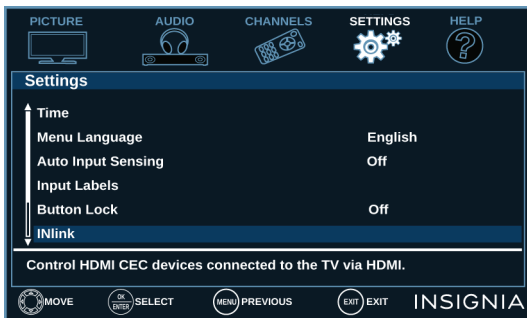 PICTURE AUDIO CHANNELS SETTINGS HELP
Settings
Time
Menu Language English
Auto Input Sensing Off
Input Labels
Button Lock Off
INlink
Control HDMI CEC devices connected to the TV via HDMI.
MOVE OK ENTER SELECT MENU PREVIOUS EXIT EXIT INSIGNIA